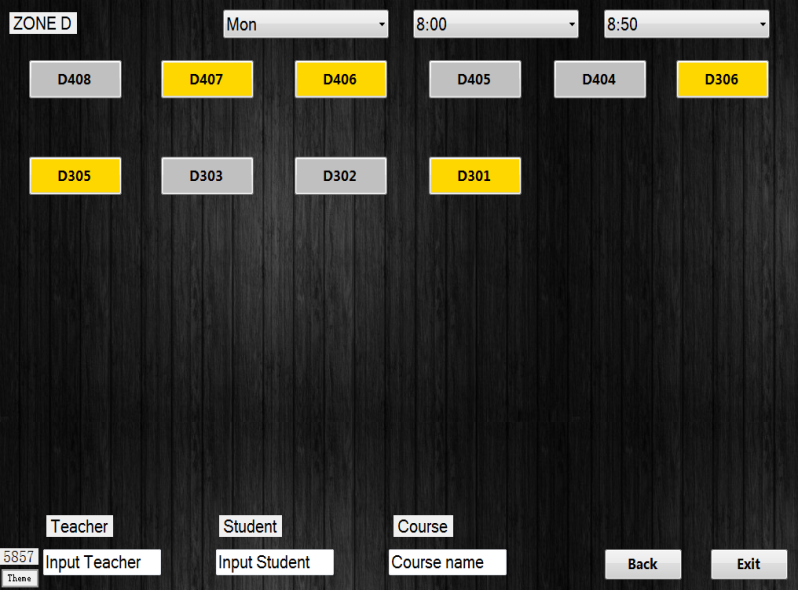 ZONE D Mon 8:00 8:50
D408 D407 D406 D405 D404 D306
D305 D303 D302 D301
Teacher Student Course
5857 Input Teacher Input Student Course name Back Exit
Theme